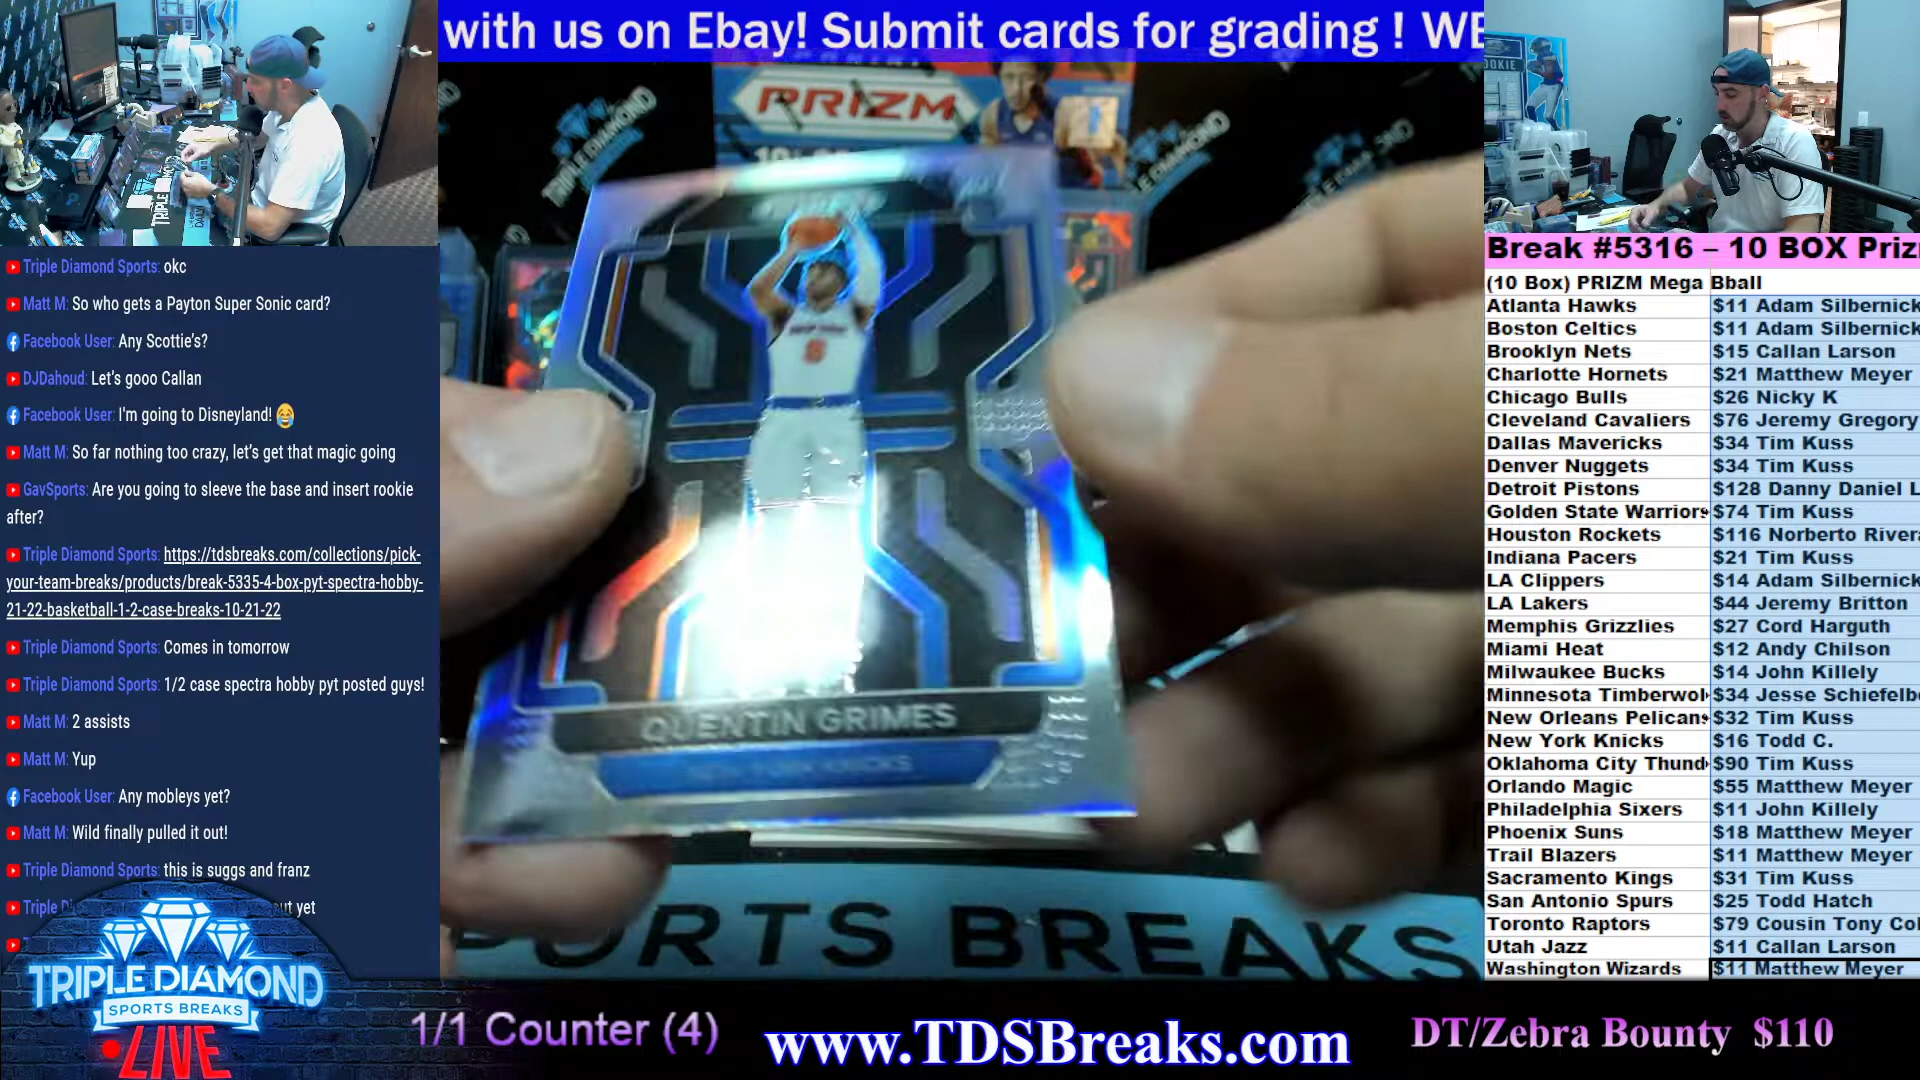 with us on Ebay! Submit cards for grading ! WE
PRIZM
TRIPLE DIAMOND
QUENTIN GRIMES
NEW YORK KNICKS
SPORTS BREAKS
Triple Diamond Sports: okc
Matt M: So who gets a Payton Super Sonic card?
Facebook User: Any Scottie's?
DJDahoud: Let's gooo Callan
Facebook User: I'm going to Disneyland! 😂
Matt M: So far nothing too crazy, let's get that magic going
GavSports: Are you going to sleeve the base and insert rookie
after?
Triple Diamond Sports: https://tdsbreaks.com/collections/pick-
your-team-breaks/products/break-5335-4-box-pyt-spectra-hobby-
21-22-basketball-1-2-case-breaks-10-21-22
Triple Diamond Sports: Comes in tomorrow
Triple Diamond Sports: 1/2 case spectra hobby pyt posted guys!
Matt M: 2 assists
Matt M: Yup
Facebook User: Any mobleys yet?
Matt M: Wild finally pulled it out!
Triple Diamond Sports: this is suggs and franz
Triple
yet
TRIPLE DIAMOND
SPORTS BREAKS
LIVE
Break #5316 – 10 BOX Priz
(10 Box) PRIZM Mega Bball
Atlanta Hawks $11 Adam Silbernick
Boston Celtics $11 Adam Silbernick
Brooklyn Nets $15 Callan Larson
Charlotte Hornets $21 Matthew Meyer
Chicago Bulls $26 Nicky K
Cleveland Cavaliers $76 Jeremy Gregory
Dallas Mavericks $34 Tim Kuss
Denver Nuggets $34 Tim Kuss
Detroit Pistons $128 Danny Daniel L
Golden State Warriors $74 Tim Kuss
Houston Rockets $116 Norberto Rivera
Indiana Pacers $21 Tim Kuss
LA Clippers $14 Adam Silbernick
LA Lakers $44 Jeremy Britton
Memphis Grizzlies $27 Cord Harguth
Miami Heat $12 Andy Chilson
Milwaukee Bucks $14 John Killely
Minnesota Timberwol $34 Jesse Schiefelb
New Orleans Pelicans $32 Tim Kuss
New York Knicks $16 Todd C.
Oklahoma City Thund $90 Tim Kuss
Orlando Magic $55 Matthew Meyer
Philadelphia Sixers $11 John Killely
Phoenix Suns $18 Matthew Meyer
Trail Blazers $11 Matthew Meyer
Sacramento Kings $31 Tim Kuss
San Antonio Spurs $25 Todd Hatch
Toronto Raptors $79 Cousin Tony Col
Utah Jazz $11 Callan Larson
Washington Wizards $11 Matthew Meyer
1/1 Counter (4)
www.TDSBreaks.com
DT/Zebra Bounty $110